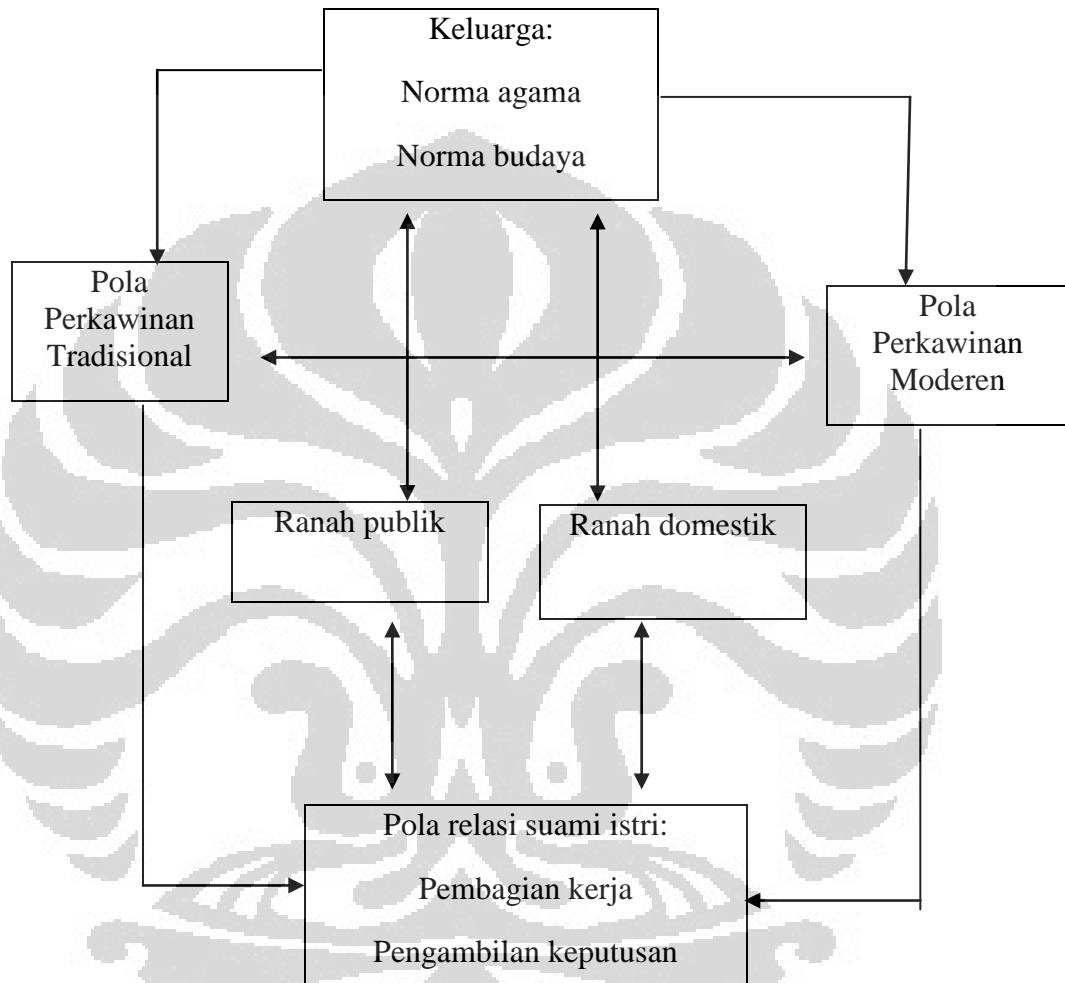 Keluarga:
Norma agama
Norma budaya
Pola
Perkawinan
Tradisional
Pola
Perkawinan
Moderen
Ranah publik
Ranah domestik
Pola relasi suami istri:
Pembagian kerja
Pengambilan keputusan